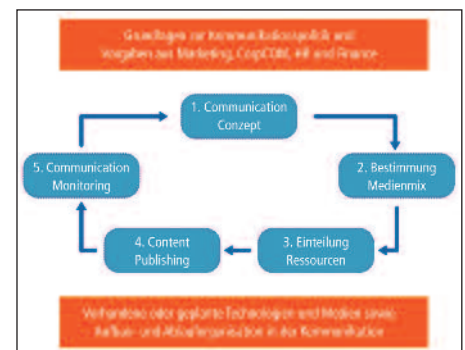 Grundlagen zur Kommunikationspolitik und
Vorgaben aus Marketing, CorpCOM, HR und Finance
1. Communication
Conzept
2. Bestimmung
Medienmix
3. Einteilung
Ressourcen
4. Content
Publishing
5. Communication
Monitoring
Vorhandene oder geplante Technologien und Medien sowie
Aufbau- und Ablauforganisation in der Kommunikation